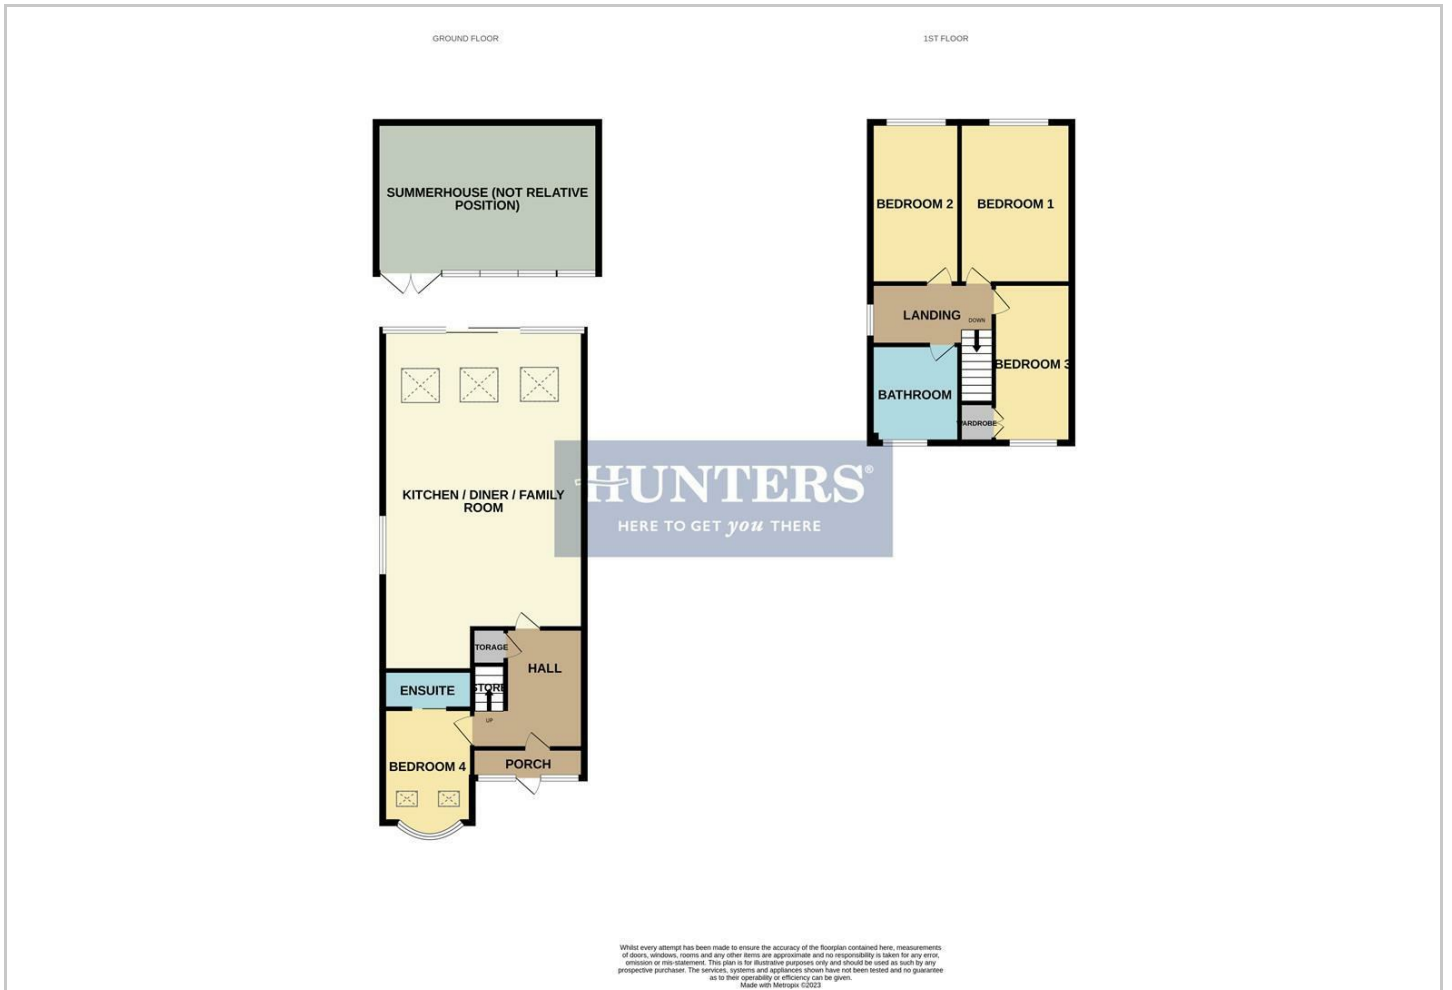 GROUND FLOOR
1ST FLOOR
SUMMERHOUSE (NOT RELATIVE
POSITION)
BEDROOM 2
BEDROOM 1
LANDING
DOWN
BEDROOM 3
BATHROOM
WARDROBE
KITCHEN / DINER / FAMILY
ROOM
HUNTERS®
HERE TO GET you THERE
TORAGE
HALL
STORE
ENSUITE
UP
BEDROOM 4
PORCH
Whilst every attempt has been made to ensure the accuracy of the floorplan contained here, measurements
of doors, windows, rooms and any other items are approximate and no responsibility is taken for any error,
omission or mis-statement. This plan is for illustrative purposes only and should be used as such by any
prospective purchaser. The services, systems and appliances shown have not been tested and no guarantee
as to their operability or efficiency can be given.
Made with Metropix ©2023